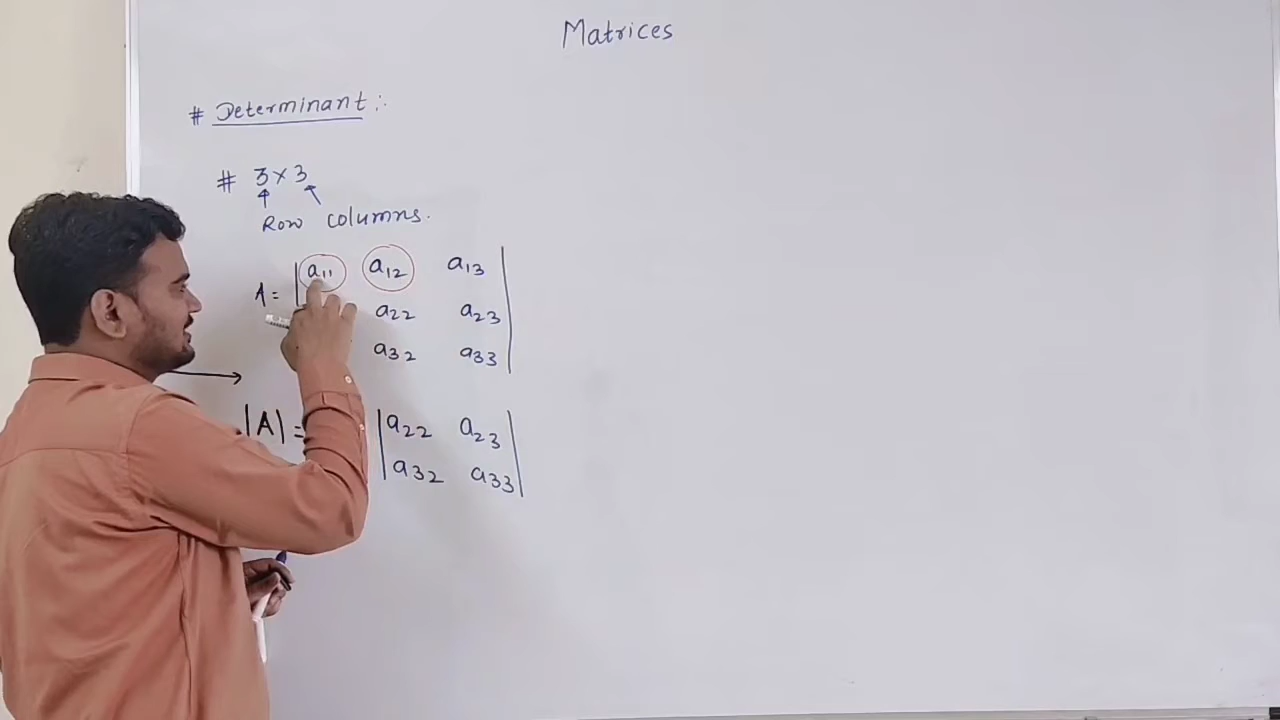 Matrices
# Determinant :-
# 3 × 3
Row columns.
A = | a11 a12 a13 |
a22 a23
a32 a33
|A| = | a22 a23 |
| a32 a33 |